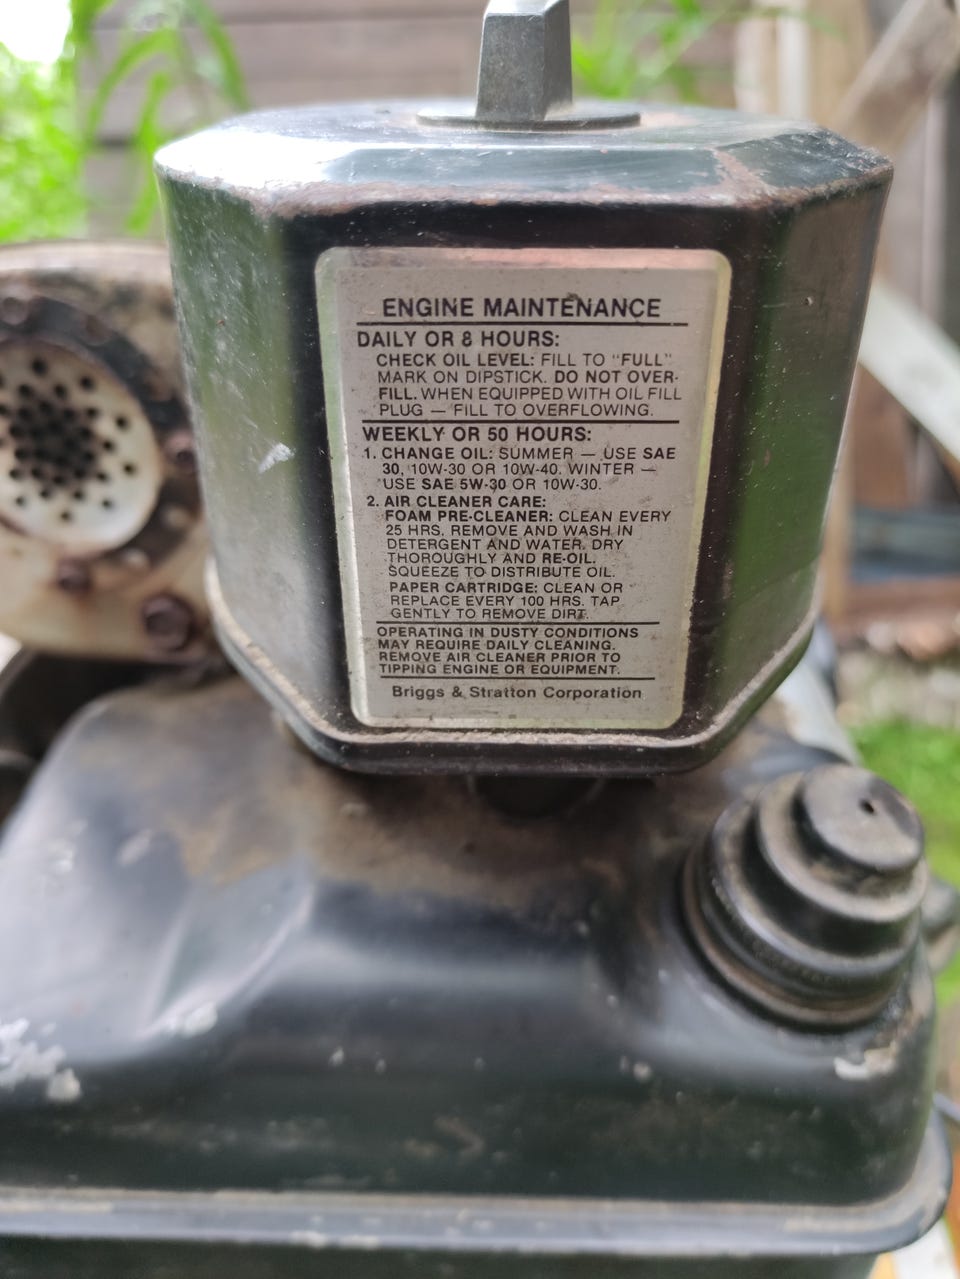 ENGINE MAINTENANCE
DAILY OR 8 HOURS:
CHECK OIL LEVEL: FILL TO "FULL"
MARK ON DIPSTICK. DO NOT OVER-
FILL. WHEN EQUIPPED WITH OIL FILL
PLUG — FILL TO OVERFLOWING.
WEEKLY OR 50 HOURS:
1. CHANGE OIL: SUMMER — USE SAE
30, 10W-30 OR 10W-40. WINTER —
USE SAE 5W-30 OR 10W-30.
2. AIR CLEANER CARE:
FOAM PRE-CLEANER: CLEAN EVERY
25 HRS. REMOVE AND WASH IN
DETERGENT AND WATER. DRY
THOROUGHLY AND RE-OIL.
SQUEEZE TO DISTRIBUTE OIL.
PAPER CARTRIDGE: CLEAN OR
REPLACE EVERY 100 HRS. TAP
GENTLY TO REMOVE DIRT.
OPERATING IN DUSTY CONDITIONS
MAY REQUIRE DAILY CLEANING.
REMOVE AIR CLEANER PRIOR TO
TIPPING ENGINE OR EQUIPMENT.
Briggs & Stratton Corporation